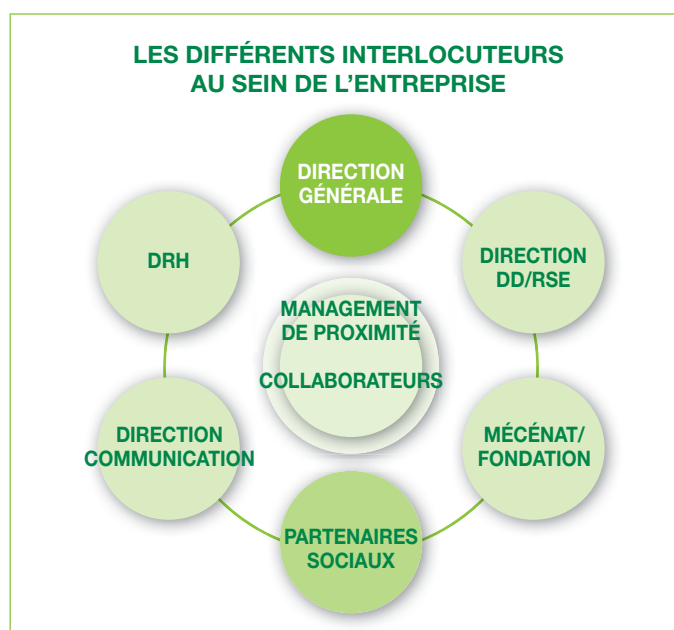 LES DIFFÉRENTS INTERLOCUTEURS
AU SEIN DE L'ENTREPRISE
DIRECTION
GÉNÉRALE
DRH
DIRECTION
DD/RSE
MANAGEMENT
DE PROXIMITÉ
COLLABORATEURS
DIRECTION
COMMUNICATION
MÉCÉNAT/
FONDATION
PARTENAIRES
SOCIAUX